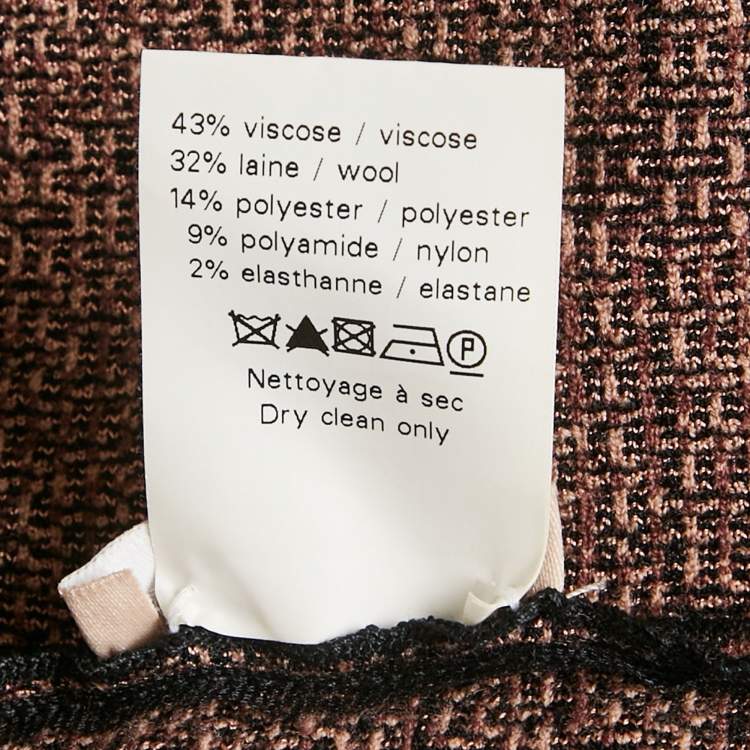 43% viscose / viscose
32% laine / wool
14% polyester / polyester
9% polyamide / nylon
2% elasthanne / elastane
P
Nettoyage à sec
Dry clean only